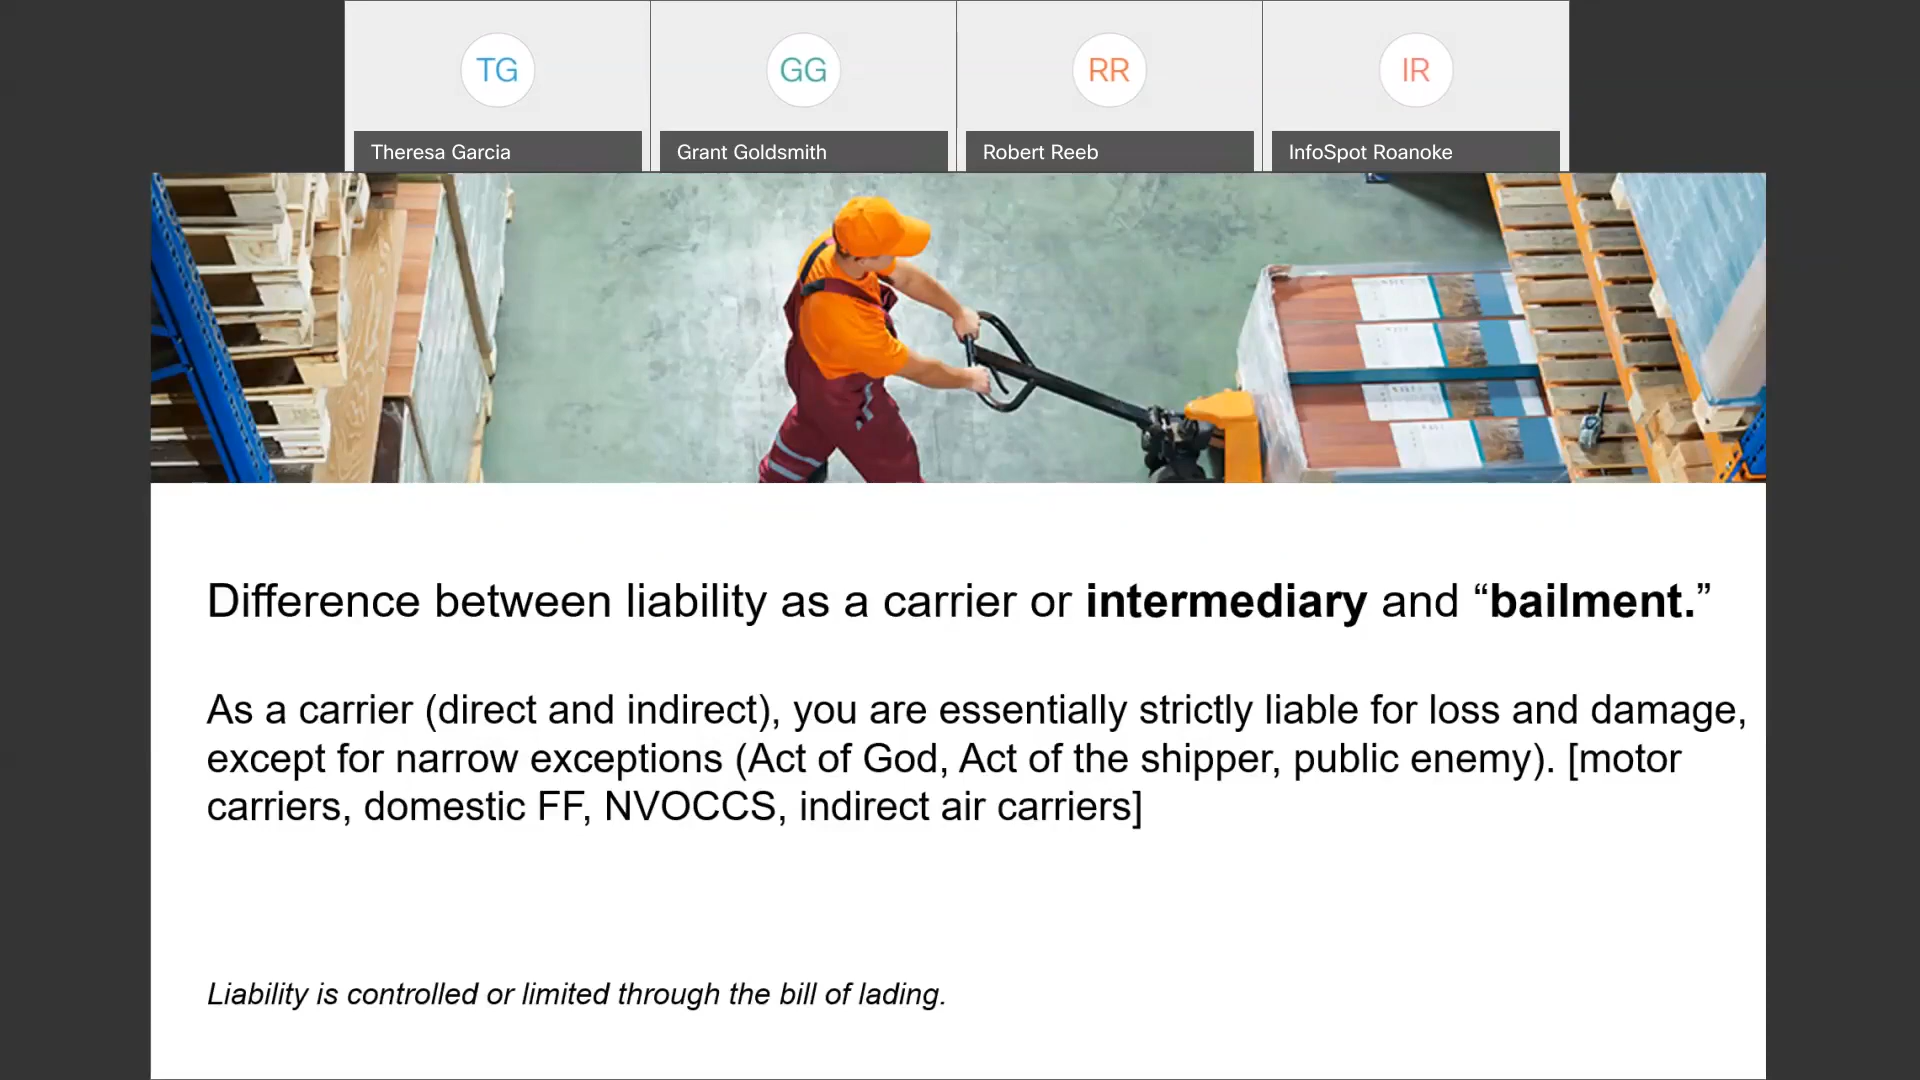 TG
GG
RR
IR
Theresa Garcia
Grant Goldsmith
Robert Reeb
InfoSpot Roanoke
Difference between liability as a carrier or intermediary and “bailment.”
As a carrier (direct and indirect), you are essentially strictly liable for loss and damage,
except for narrow exceptions (Act of God, Act of the shipper, public enemy). [motor
carriers, domestic FF, NVOCCS, indirect air carriers]
Liability is controlled or limited through the bill of lading.